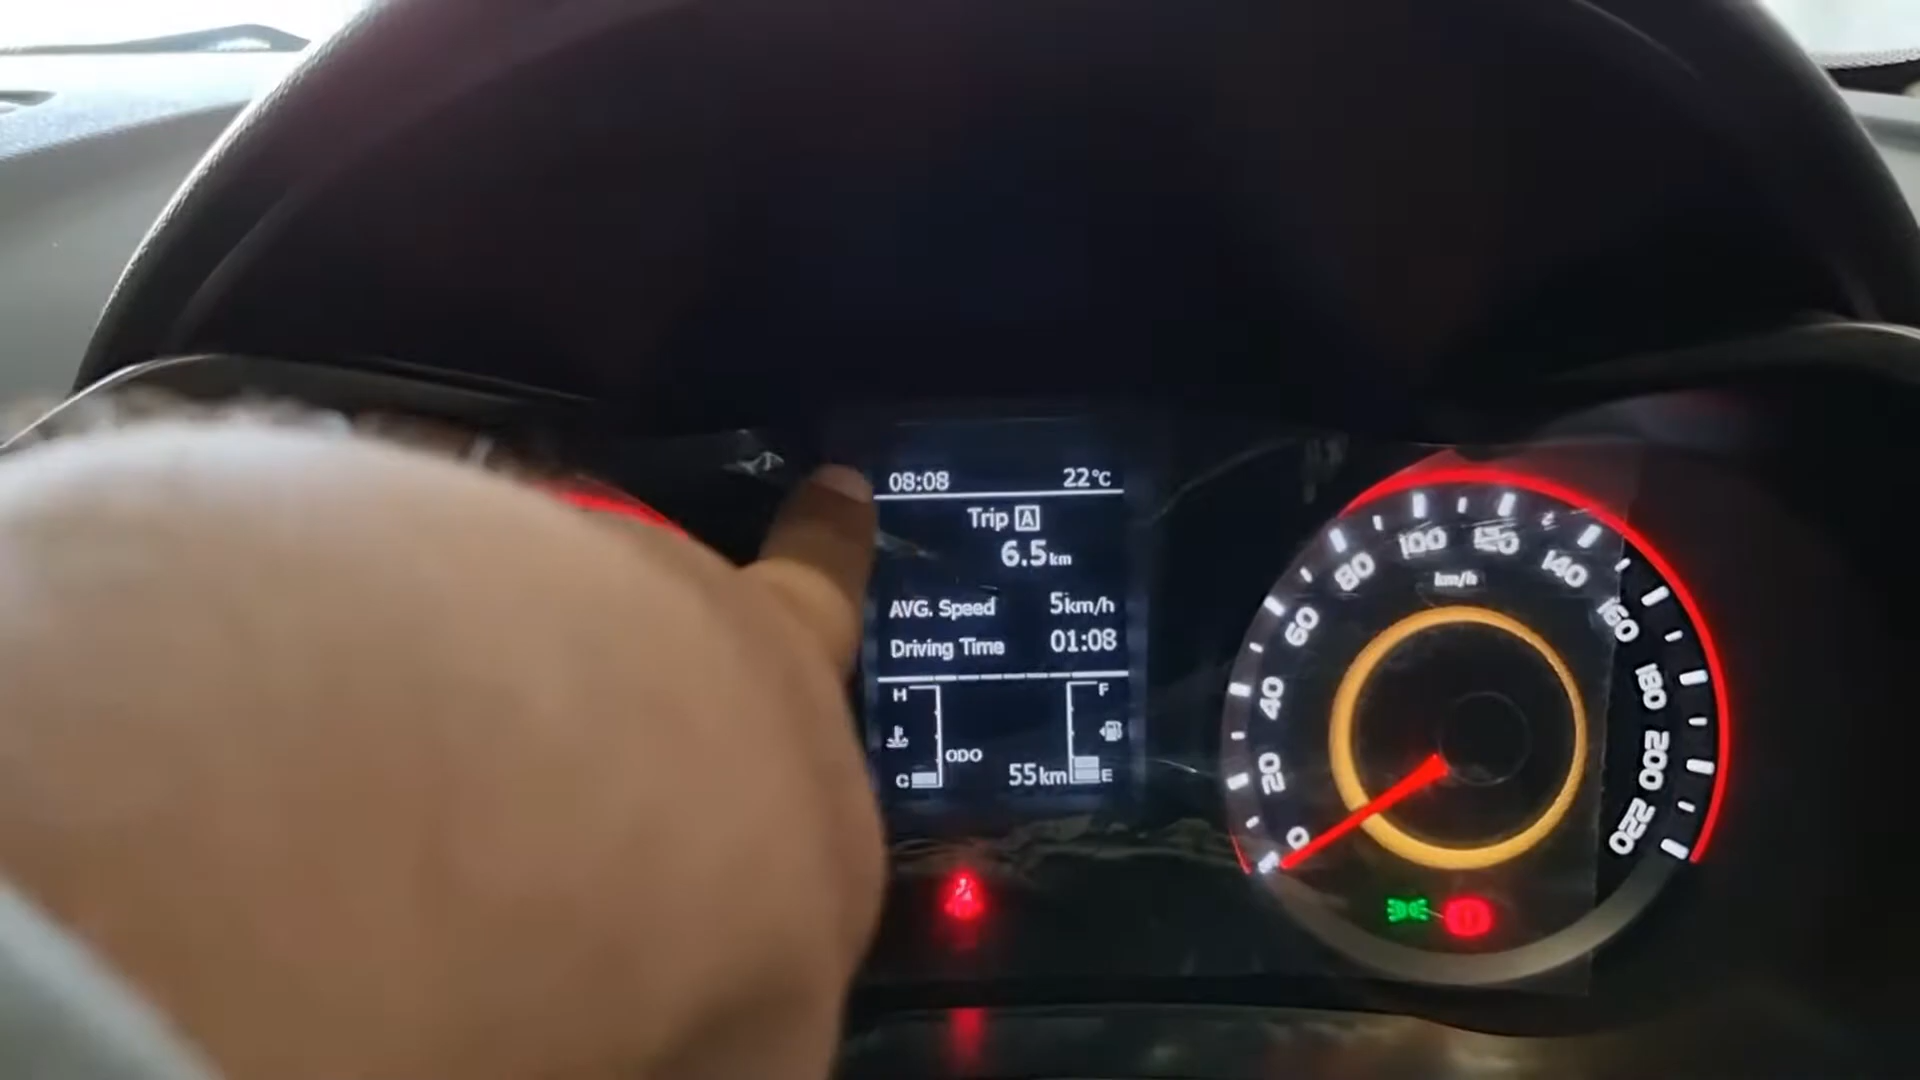 08:08 22°C
Trip A
6.5km
AVG. Speed 5km/h
Driving Time 01:08
H F
ODO
C 55km E
0 20 40 60 80 100 120 140 160 180 200 220
km/h